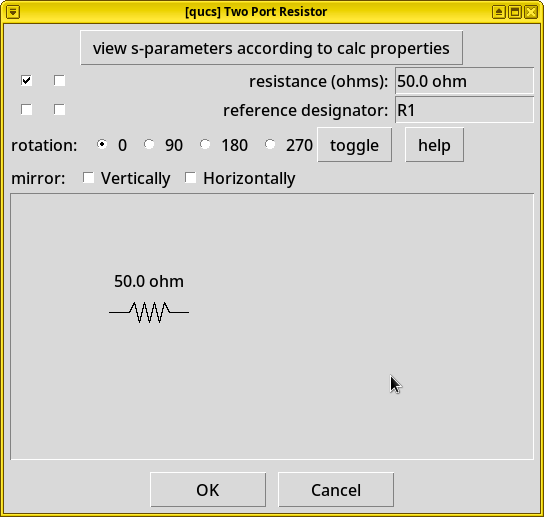 [qucs] Two Port Resistor
view s-parameters according to calc properties
resistance (ohms): 50.0 ohm
reference designator: R1
rotation: 0 90 180 270 toggle help
mirror: Vertically Horizontally
50.0 ohm
OK Cancel